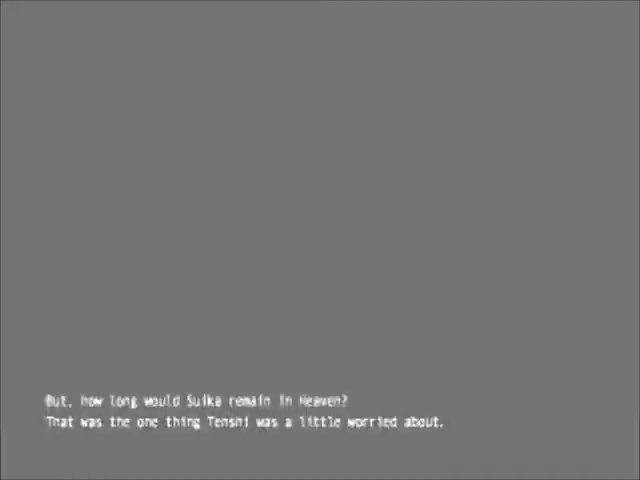 But, how long would Suika remain in Heaven?
That was the one thing Tenshi was a little worried about.